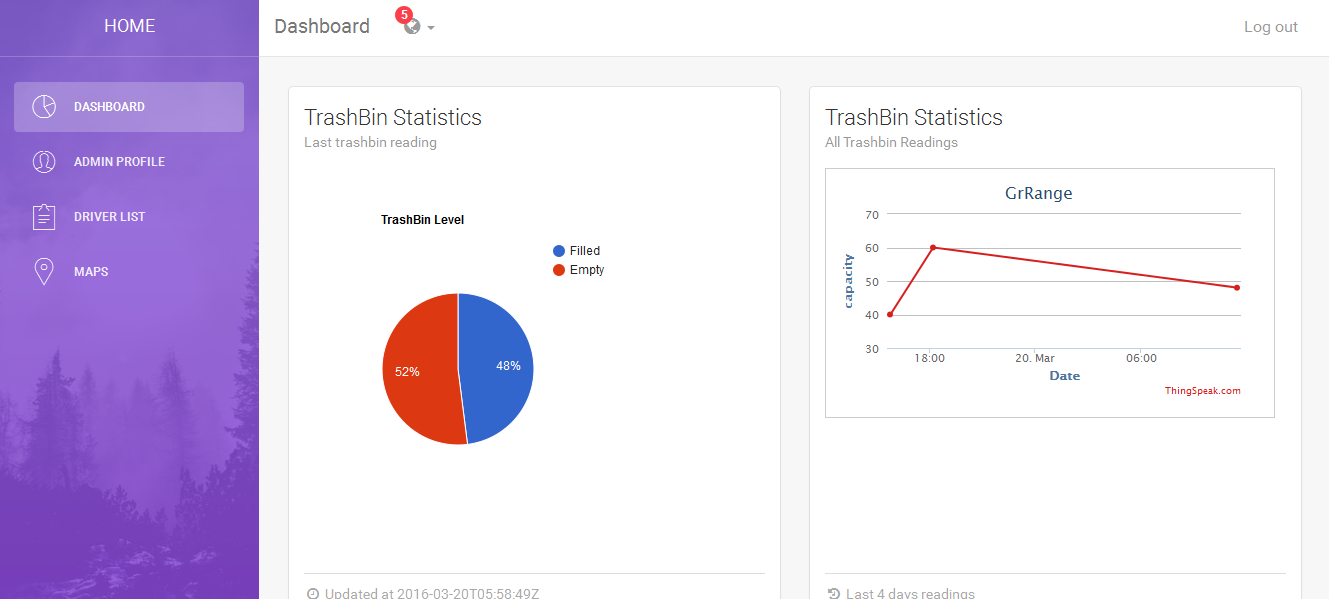 HOME
DASHBOARD
ADMIN PROFILE
DRIVER LIST
MAPS
Dashboard
5
Log out
TrashBin Statistics
Last trashbin reading
TrashBin Level
Filled
Empty
52%
48%
Updated at 2016-03-20T05:58:49Z
TrashBin Statistics
All Trashbin Readings
GrRange
70
60
50
40
30
capacity
18:00
20. Mar
06:00
Date
ThingSpeak.com
Last 4 days readings